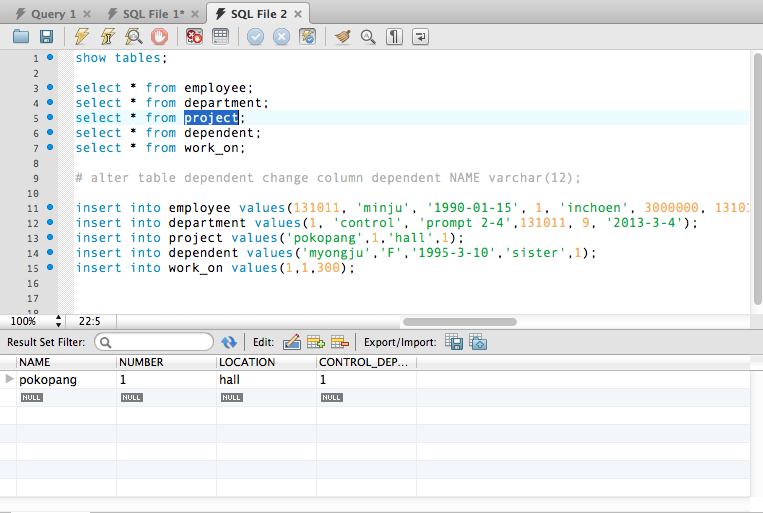 Query 1 SQL File 1* SQL File 2
1 show tables;
2
3 select * from employee;
4 select * from department;
5 select * from project;
6 select * from dependent;
7 select * from work_on;
8
9 # alter table dependent change column dependent NAME varchar(12);
10
11 insert into employee values(131011, 'minju', '1990-01-15', 1, 'inchoen', 3000000, 1310
12 insert into department values(1, 'control', 'prompt 2-4',131011, 9, '2013-3-4');
13 insert into project values('pokopang',1,'hall',1);
14 insert into dependent values('myongju','F','1995-3-10','sister',1);
15 insert into work_on values(1,1,300);
16
17
18
100% 22:5
Result Set Filter: Edit: Export/Import:
NAME NUMBER LOCATION CONTROL_DEP...
pokopang 1 hall 1
NULL NULL NULL NULL